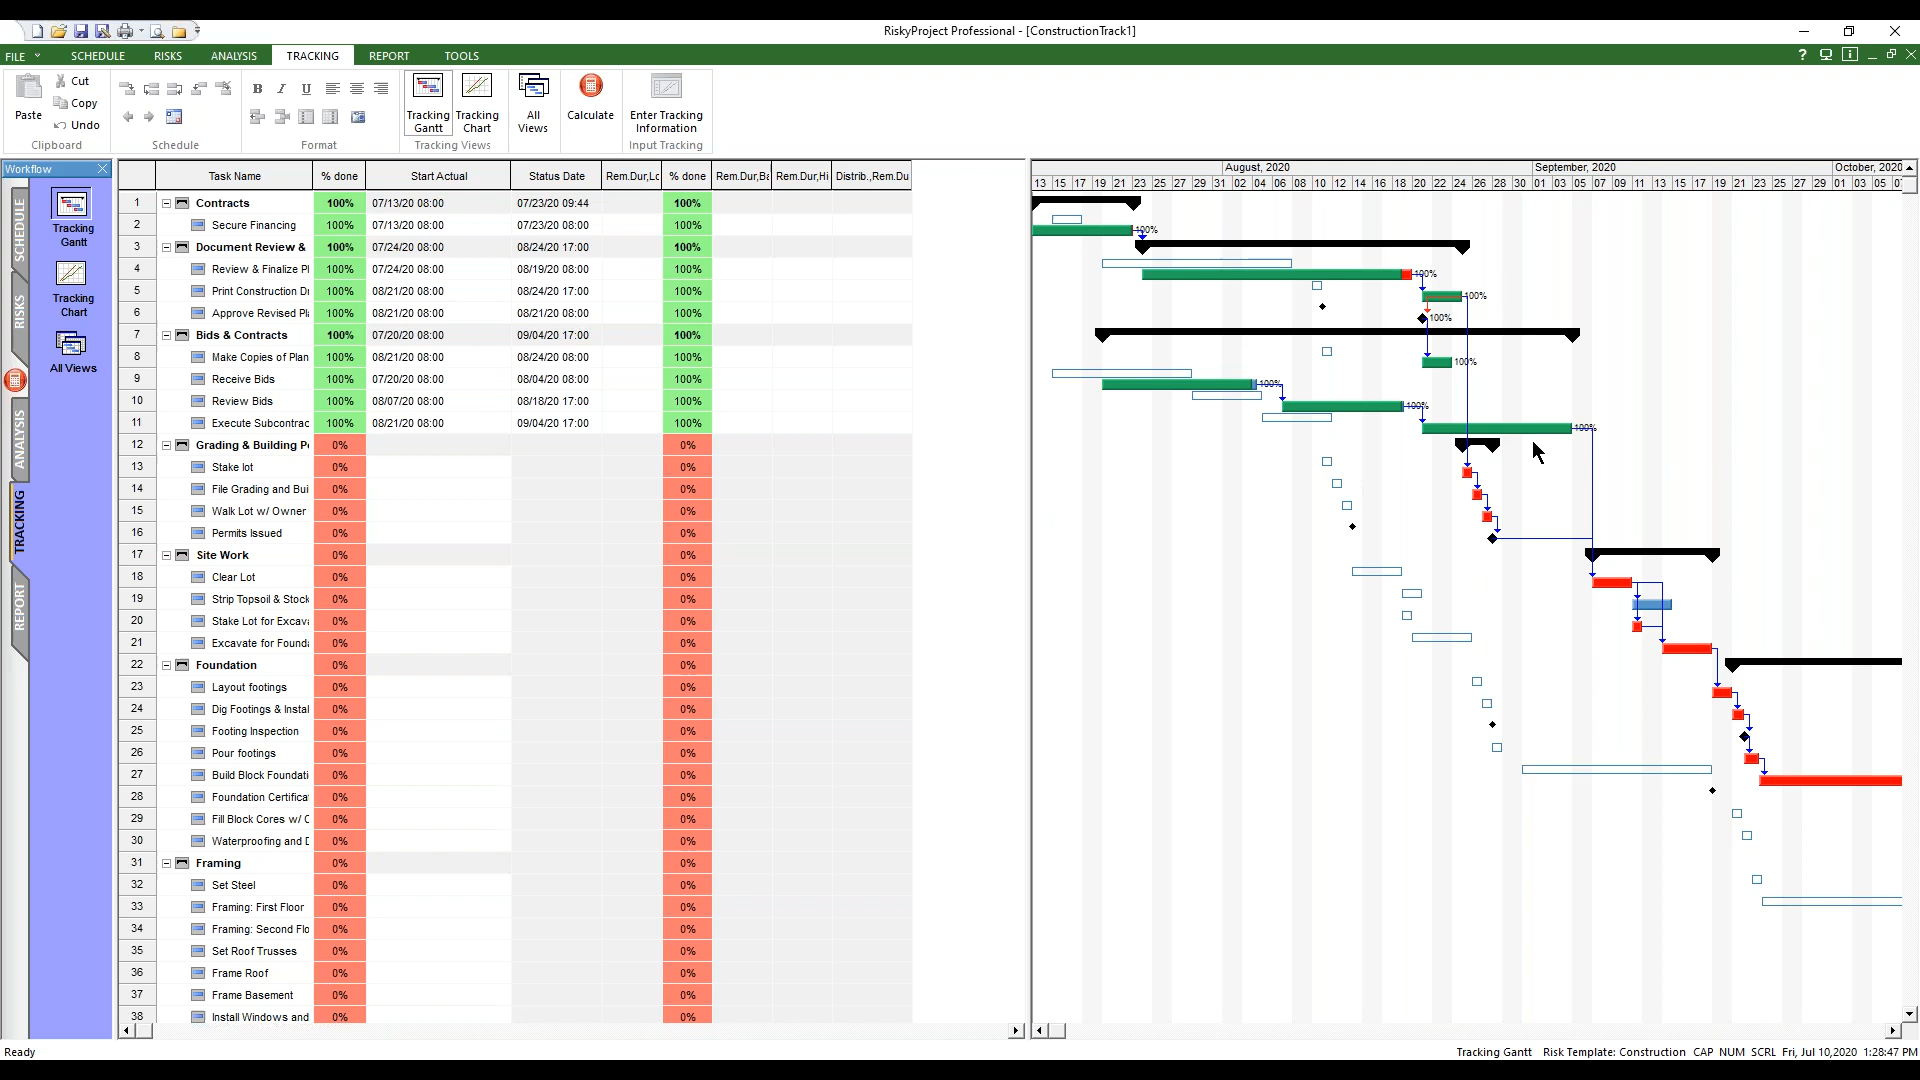 RiskyProject Professional - [ConstructionTrack1]
FILE SCHEDULE RISKS ANALYSIS TRACKING REPORT TOOLS
Paste Cut Copy Undo
Clipboard
Schedule
B I U
Format
Tracking Gantt Tracking Chart
Tracking Views
All Views
Calculate
Enter Tracking Information
Input Tracking
Workflow
SCHEDULE
RISKS
ANALYSIS
TRACKING
REPORT
Tracking Gantt
Tracking Chart
All Views
Task Name % done Start Actual Status Date Rem.Dur,Lo % done Rem.Dur,Ba Rem.Dur,Hi Distrib.,Rem.Du
1 Contracts 100% 07/13/20 08:00 07/23/20 09:44 100%
2 Secure Financing 100% 07/13/20 08:00 07/23/20 08:00 100%
3 Document Review & 100% 07/24/20 08:00 08/24/20 17:00 100%
4 Review & Finalize Pl 100% 07/24/20 08:00 08/19/20 08:00 100%
5 Print Construction Dr 100% 08/21/20 08:00 08/24/20 17:00 100%
6 Approve Revised Pla 100% 08/21/20 08:00 08/21/20 08:00 100%
7 Bids & Contracts 100% 07/20/20 08:00 09/04/20 17:00 100%
8 Make Copies of Plan 100% 08/21/20 08:00 08/24/20 08:00 100%
9 Receive Bids 100% 07/20/20 08:00 08/04/20 08:00 100%
10 Review Bids 100% 08/07/20 08:00 08/18/20 17:00 100%
11 Execute Subcontrac 100% 08/21/20 08:00 09/04/20 17:00 100%
12 Grading & Building Pe 0% 0%
13 Stake lot 0% 0%
14 File Grading and Buil 0% 0%
15 Walk Lot w/ Owner 0% 0%
16 Permits Issued 0% 0%
17 Site Work 0% 0%
18 Clear Lot 0% 0%
19 Strip Topsoil & Stock 0% 0%
20 Stake Lot for Excava 0% 0%
21 Excavate for Founda 0% 0%
22 Foundation 0% 0%
23 Layout footings 0% 0%
24 Dig Footings & Instal 0% 0%
25 Footing Inspection 0% 0%
26 Pour footings 0% 0%
27 Build Block Foundati 0% 0%
28 Foundation Certifica 0% 0%
29 Fill Block Cores w/ C 0% 0%
30 Waterproofing and D 0% 0%
31 Framing 0% 0%
32 Set Steel 0% 0%
33 Framing: First Floor 0% 0%
34 Framing: Second Flo 0% 0%
35 Set Roof Trusses 0% 0%
36 Frame Roof 0% 0%
37 Frame Basement 0% 0%
38 Install Windows and 0% 0%
August, 2020 September, 2020 October, 2020
13 15 17 19 21 23 25 27 29 31 02 04 06 08 10 12 14 16 18 20 22 24 26 28 30 01 03 05 07 09 11 13 15 17 19 21 23 25 27 29 01 03 05
100%
100%
100%
100%
100%
100%
100%
100%
Ready
Tracking Gantt Risk Template: Construction CAP NUM SCRL Fri, Jul 10,2020 1:28:47 PM